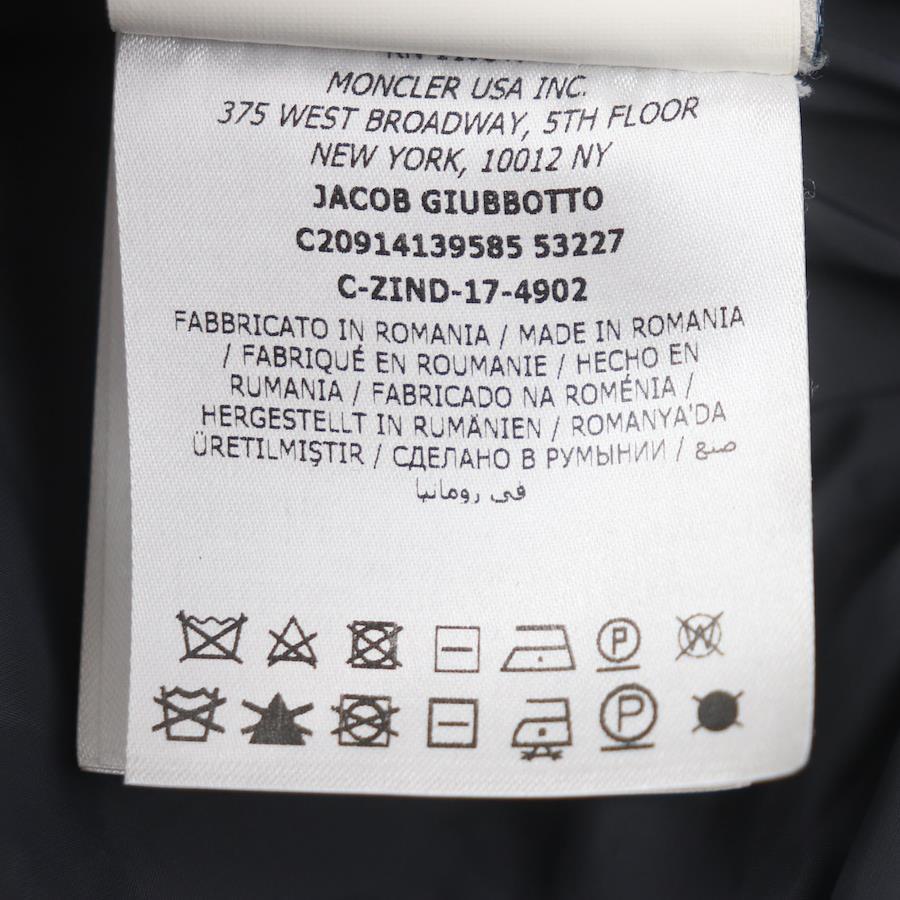 MONCLER USA INC.
375 WEST BROADWAY, 5TH FLOOR
NEW YORK, 10012 NY
JACOB GIUBBOTTO
C20914139585 53227
C-ZIND-17-4902
FABBRICATO IN ROMANIA / MADE IN ROMANIA
/ FABRIQUÉ EN ROUMANIE / HECHO EN
RUMANIA / FABRICADO NA ROMÉNIA /
HERGESTELLT IN RUMÄNIEN / ROMANYA'DA
ÜRETILMIŞTIR / СДЕЛАНО В РУМЫНИИ / صنع
في رومانيا
P W
P